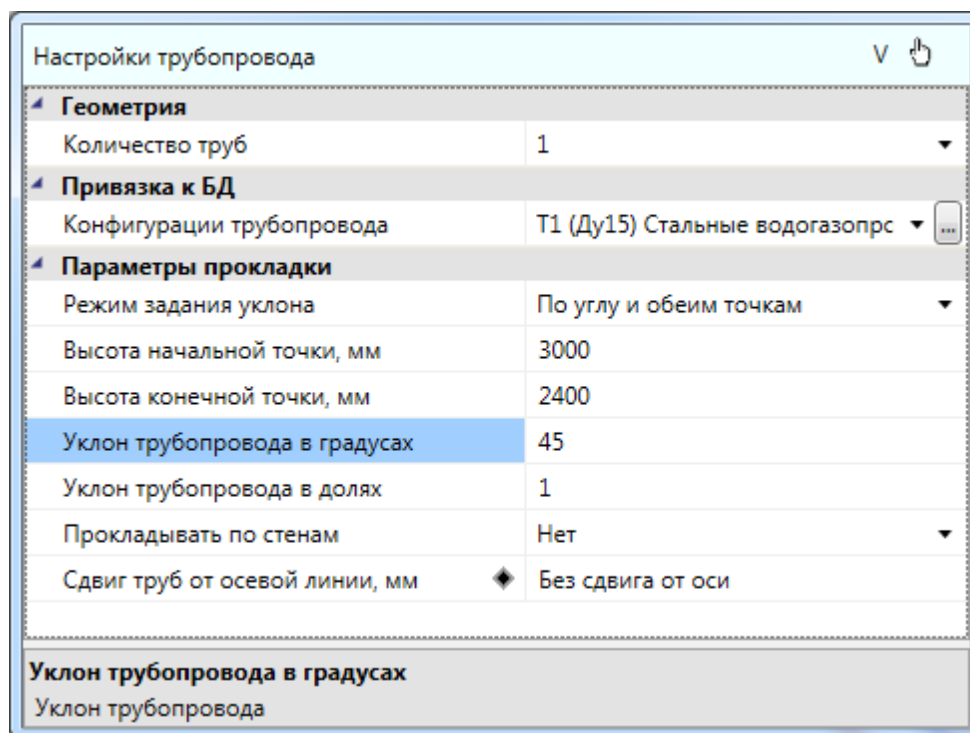 Настройки трубопровода V
Геометрия
Количество труб 1
Привязка к БД
Конфигурации трубопровода Т1 (Ду15) Стальные водогазопрс ...
Параметры прокладки
Режим задания уклона По углу и обеим точкам
Высота начальной точки, мм 3000
Высота конечной точки, мм 2400
Уклон трубопровода в градусах 45
Уклон трубопровода в долях 1
Прокладывать по стенам Нет
Сдвиг труб от осевой линии, мм Без сдвига от оси
Уклон трубопровода в градусах
Уклон трубопровода